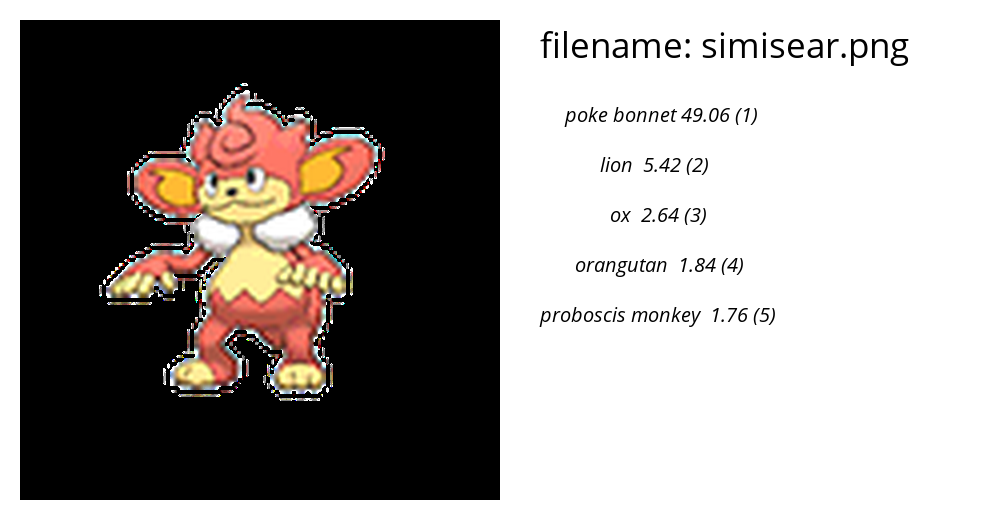 filename: simisear.png
poke bonnet 49.06 (1)
lion 5.42 (2)
ox 2.64 (3)
orangutan 1.84 (4)
proboscis monkey 1.76 (5)